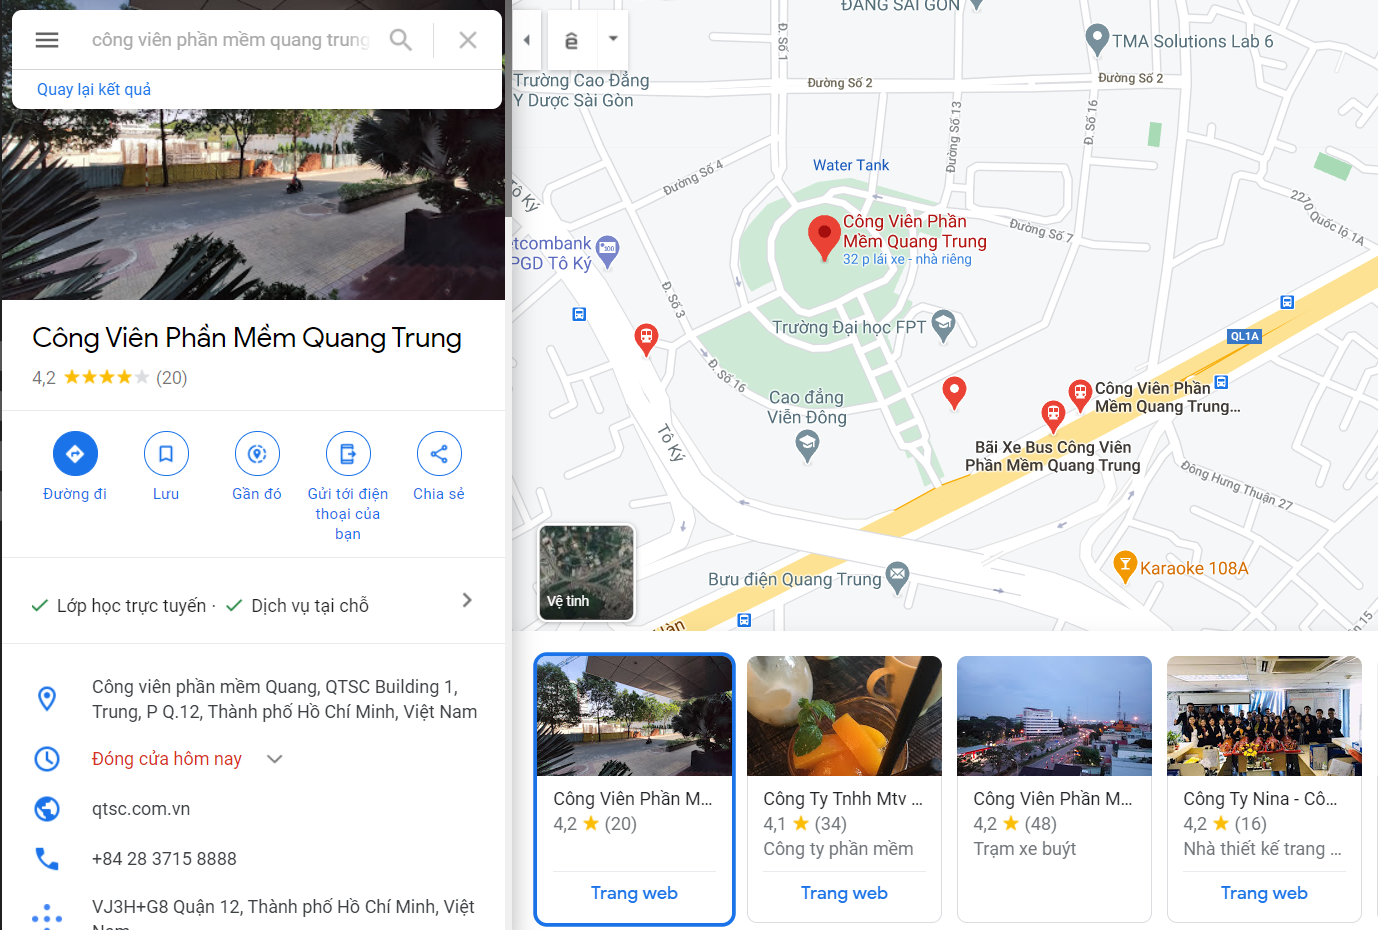 công viên phần mềm quang trung
Quay lại kết quả
Công Viên Phần Mềm Quang Trung
4,2 (20)
Đường đi
Lưu
Gần đó
Gửi tới điện
thoại của
bạn
Chia sẻ
Lớp học trực tuyến · Dịch vụ tại chỗ
Công viên phần mềm Quang, QTSC Building 1,
Trung, P Q.12, Thành phố Hồ Chí Minh, Việt Nam
Đóng cửa hôm nay
qtsc.com.vn
+84 28 3715 8888
VJ3H+G8 Quận 12, Thành phố Hồ Chí Minh, Việt
Nam
ê
ĐẲNG SÀI GÒN
Đ. Số 1
TMA Solutions Lab 6
Trường Cao Đẳng
Y Dược Sài Gòn
Đường Số 2
Đường Số 2
Đường Số 13
Đ. Số 16
Water Tank
Đường Số 4
Tô Ký
2270 Quốc lộ 1A
Công Viên Phần
Mềm Quang Trung
32 p lái xe - nhà riêng
Đường Số 7
etcombank
PGD Tô Ký
Đ. Số 3
Trường Đại học FPT
QL1A
Đ. Số 16
Cao đẳng
Viễn Đông
Công Viên Phần
Mềm Quang Trung...
Tô Ký
Bãi Xe Bus Công Viên
Phần Mềm Quang Trung
Đông Hưng Thuận 27
Bưu điện Quang Trung
Karaoke 108A
Vệ tinh
Công Viên Phần M...
4,2 (20)
Trang web
Công Ty Tnhh Mtv ...
4,1 (34)
Công ty phần mềm
Trang web
Công Viên Phần M...
4,2 (48)
Trạm xe buýt
Công Ty Nina - Cô...
4,2 (16)
Nhà thiết kế trang ...
Trang web